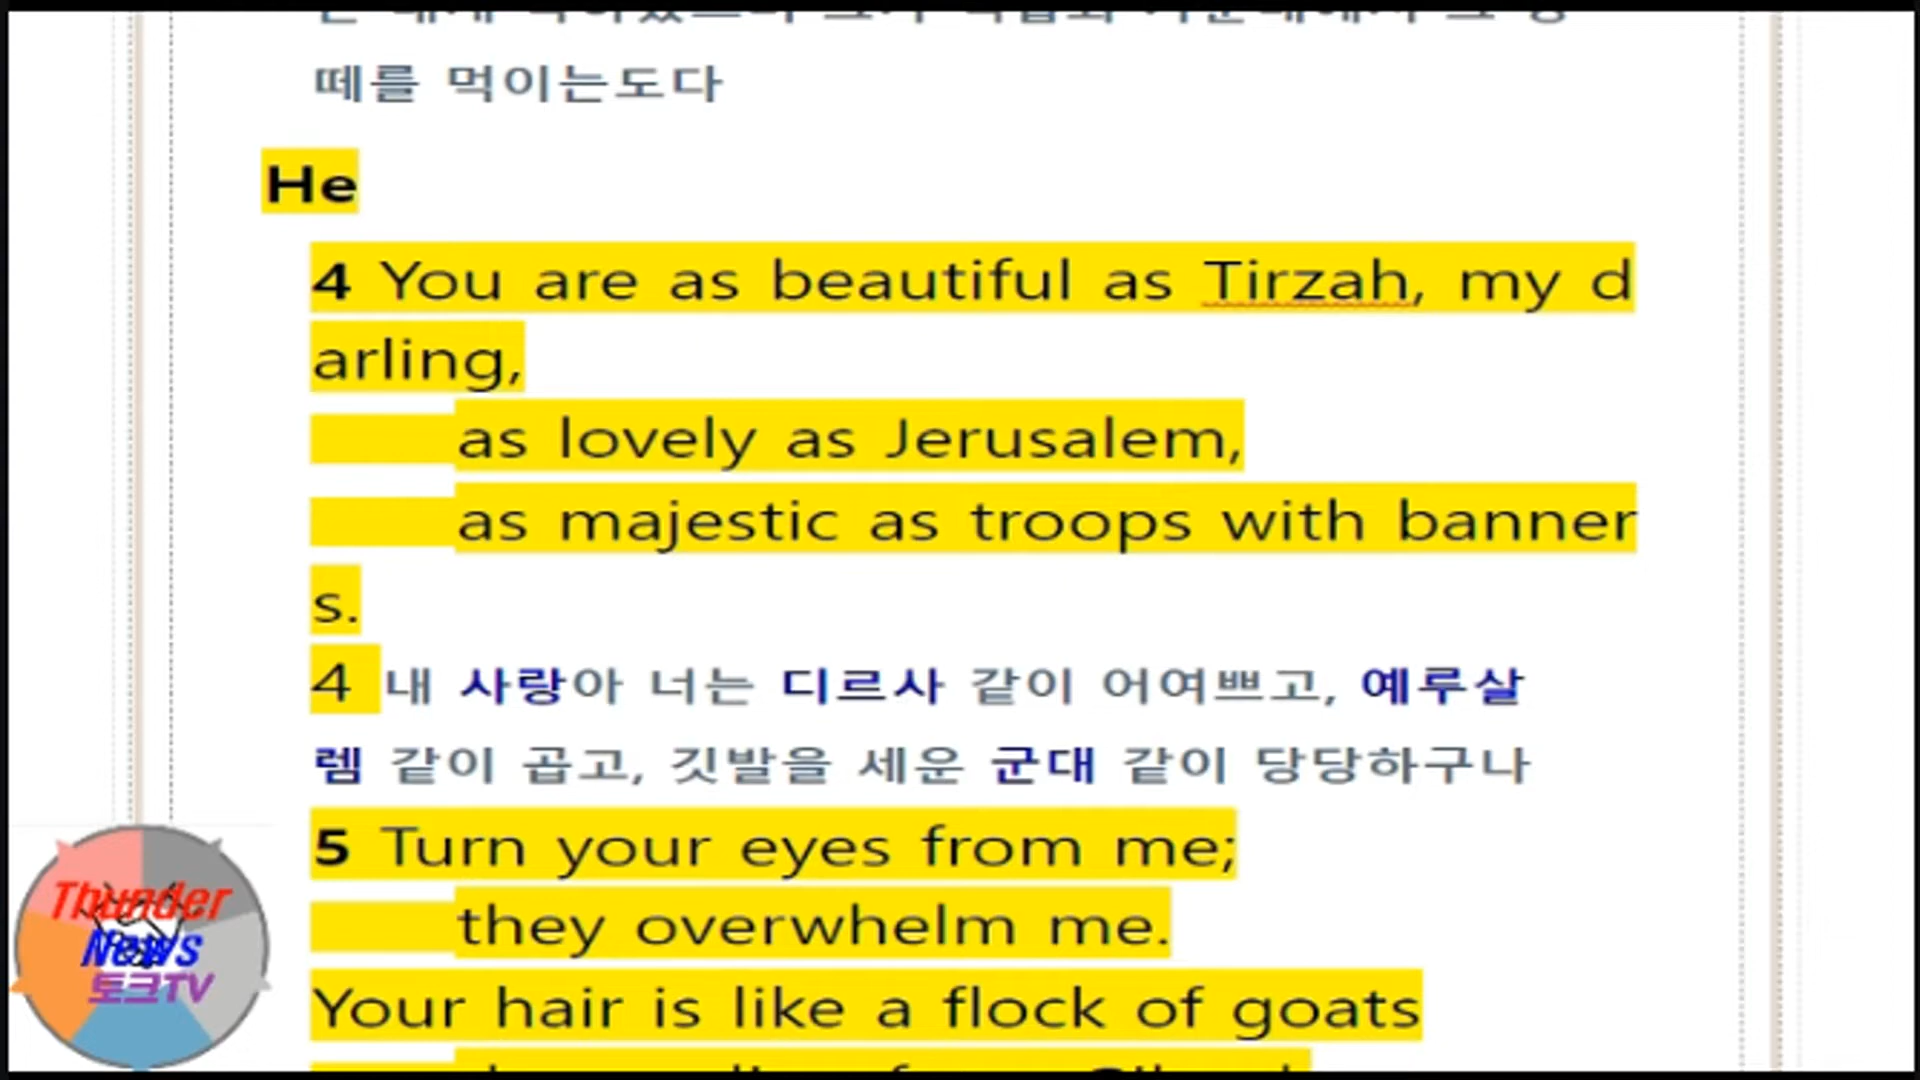 떼를 먹이는도다
He
4 You are as beautiful as Tirzah, my d
arling,
as lovely as Jerusalem,
as majestic as troops with banner
s.
4 내 사랑아 너는 디르사 같이 어여쁘고, 예루살
렘 같이 곱고, 깃발을 세운 군대 같이 당당하구나
5 Turn your eyes from me;
they overwhelm me.
Your hair is like a flock of goats
Thunder
News
토크TV